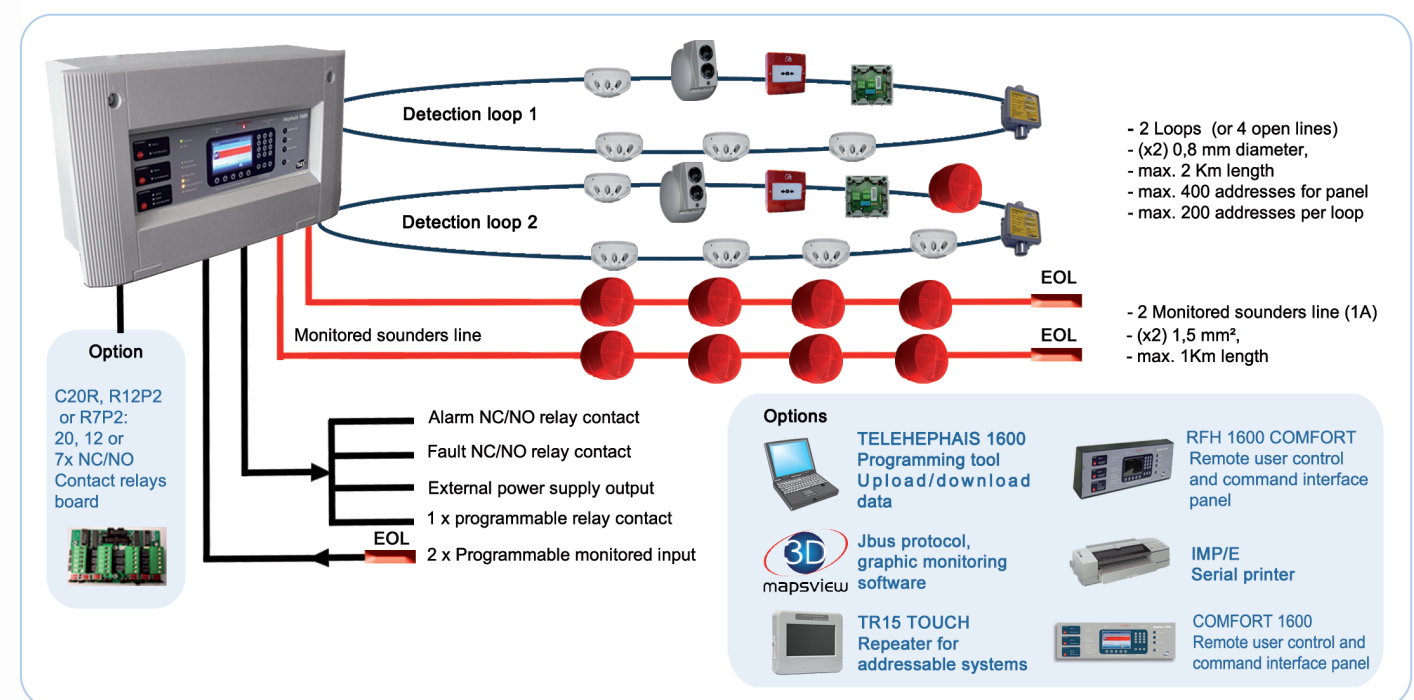 Detection loop 1
- 2 Loops (or 4 open lines)
- (x2) 0,8 mm diameter,
- max. 2 Km length
- max. 400 addresses for panel
- max. 200 addresses per loop
Detection loop 2
EOL
Monitored sounders line
EOL
- 2 Monitored sounders line (1A)
- (x2) 1,5 mm²,
- max. 1Km length
Option
C20R, R12P2
or R7P2:
20, 12 or
7x NC/NO
Contact relays
board
Alarm NC/NO relay contact
Fault NC/NO relay contact
External power supply output
1 x programmable relay contact
EOL
2 x Programmable monitored input
Options
TELEHEPHAIS 1600
Programming tool
Upload/download
data
RFH 1600 COMFORT
Remote user control
and command interface
panel
3D
mapsview
Jbus protocol,
graphic monitoring
software
IMP/E
Serial printer
TR15 TOUCH
Repeater for
addressable systems
COMFORT 1600
Remote user control and
command interface panel